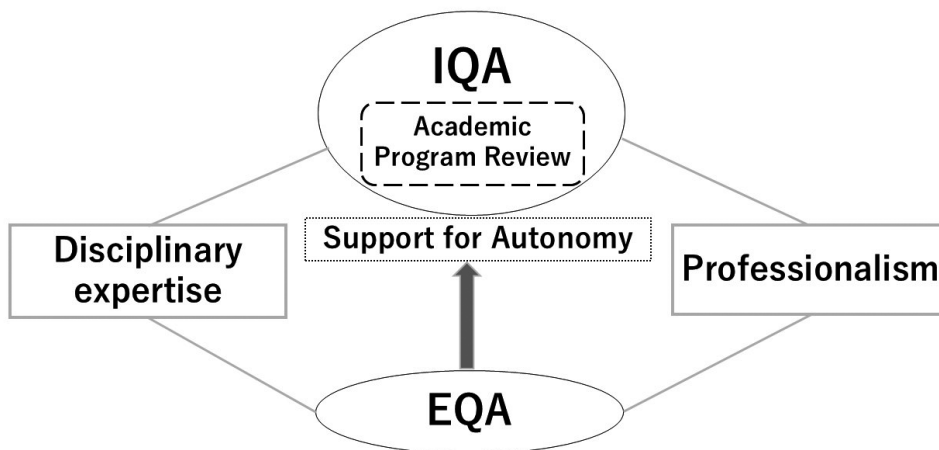 IQA
Academic
Program Review
Support for Autonomy
Disciplinary
expertise
Professionalism
EQA